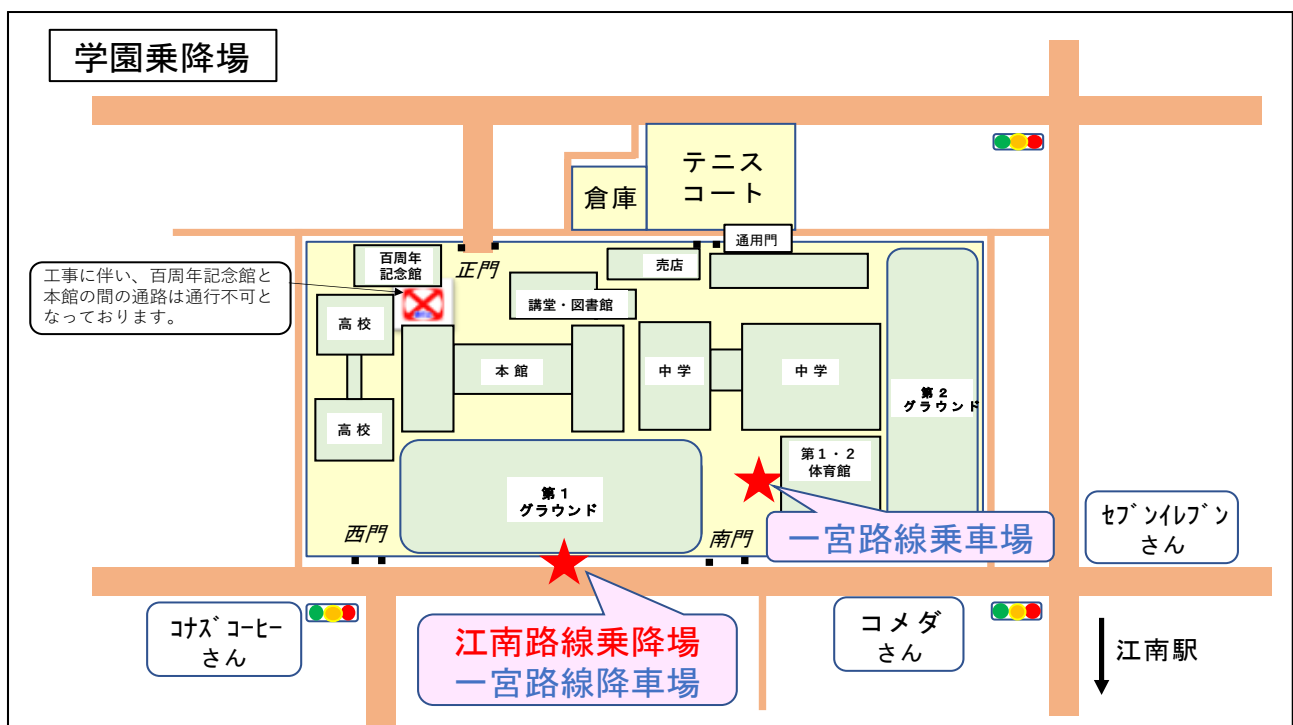 学園乗降場
テニス
コート
倉庫
通用門
百周年
記念館
正門
売店
工事に伴い、百周年記念館と
本館の間の通路は通行不可と
なっております。
講堂・図書館
高校
本館
中学
中学
第2
グラウンド
高校
第1・2
体育館
第1
グラウンド
西門
南門
一宮路線乗車場
ｾﾌﾞﾝｲﾚﾌﾞﾝ
さん
ｺﾅｽﾞｺｰﾋｰ
さん
江南路線乗降場
一宮路線降車場
コメダ
さん
江南駅